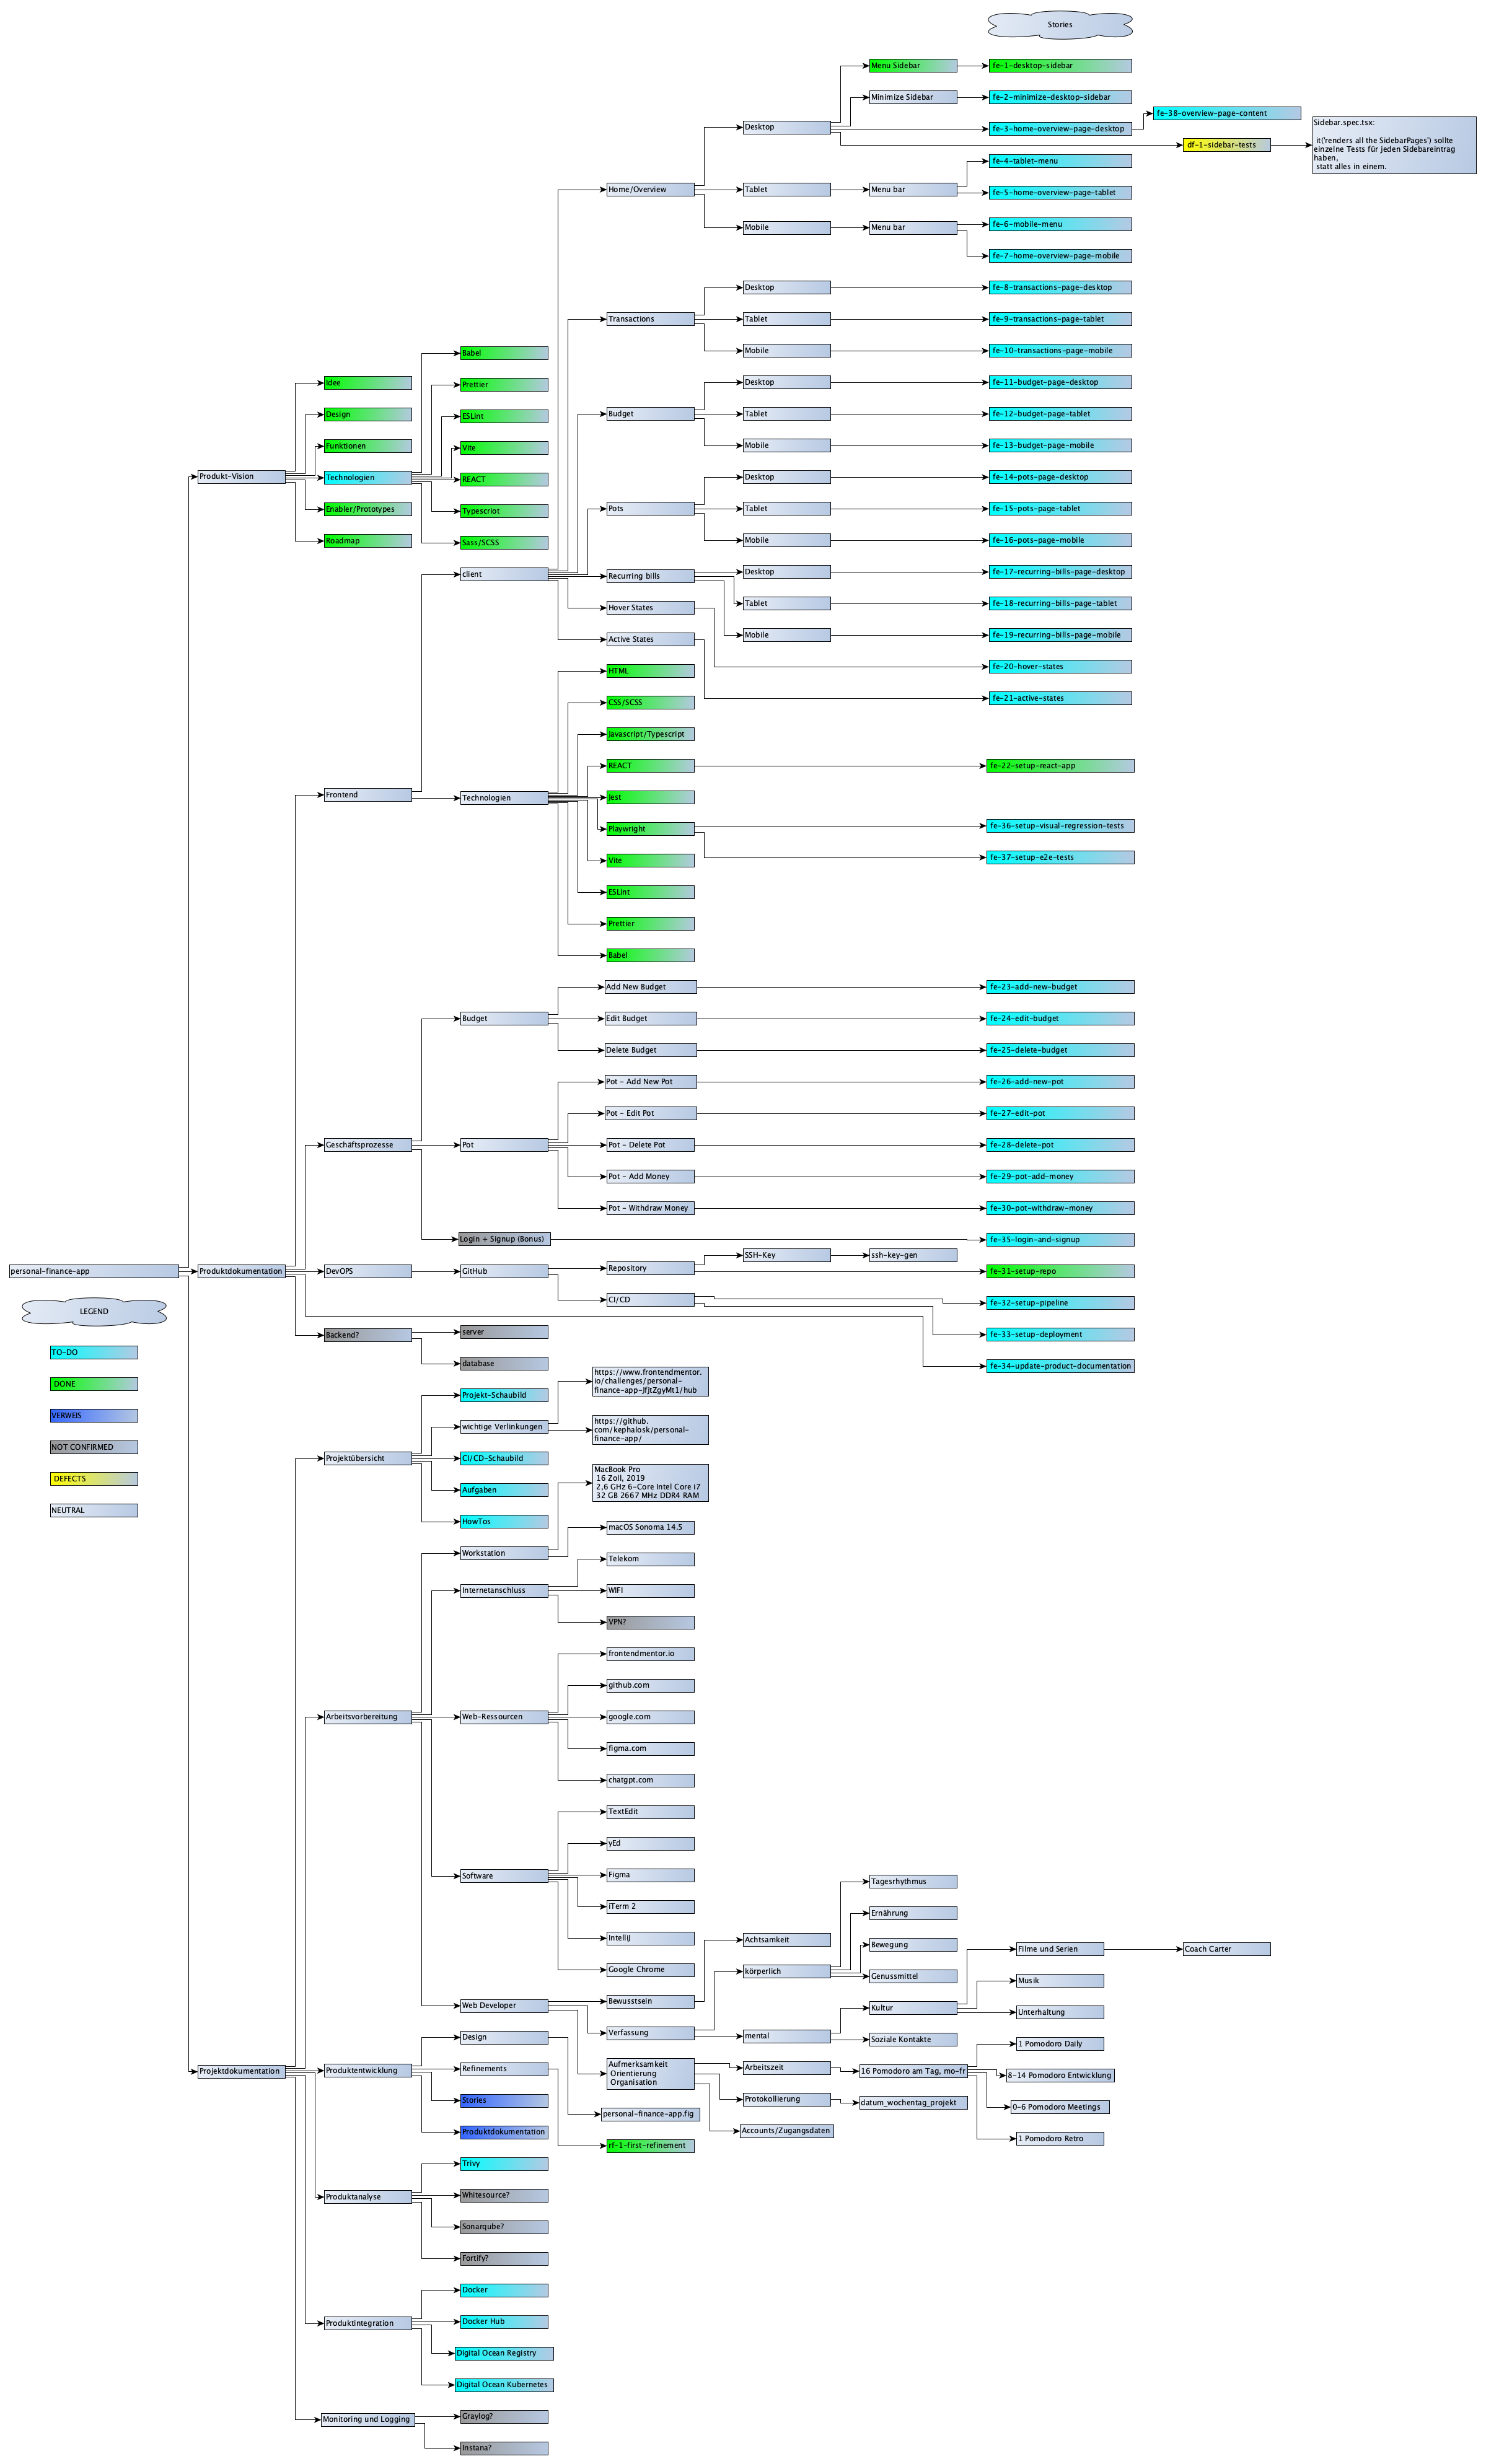 Stories
Menu Sidebar
fe-1-desktop-sidebar
Minimize Sidebar
fe-2-minimize-desktop-sidebar
fe-38-overview-page-content
Desktop
fe-3-home-overview-page-desktop
Sidebar.spec.tsx:
it('renders all the SidebarPages') sollte
einzelne Tests für jeden Sidebareintrag
haben,
statt alles in einem.
df-1-sidebar-tests
fe-4-tablet-menu
Home/Overview
Tablet
Menu bar
fe-5-home-overview-page-tablet
Mobile
Menu bar
fe-6-mobile-menu
fe-7-home-overview-page-mobile
Desktop
fe-8-transactions-page-desktop
Transactions
Tablet
fe-9-transactions-page-tablet
Babel
Mobile
fe-10-transactions-page-mobile
Idee
Prettier
Desktop
fe-11-budget-page-desktop
Design
ESLint
Budget
Tablet
fe-12-budget-page-tablet
Funktionen
Vite
Mobile
fe-13-budget-page-mobile
Produkt-Vision
Technologien
REACT
Desktop
fe-14-pots-page-desktop
Enabler/Prototypes
Typescriot
Pots
Tablet
fe-15-pots-page-tablet
Roadmap
Sass/SCSS
Mobile
fe-16-pots-page-mobile
client
Recurring bills
Desktop
fe-17-recurring-bills-page-desktop
Hover States
Tablet
fe-18-recurring-bills-page-tablet
Active States
Mobile
fe-19-recurring-bills-page-mobile
HTML
fe-20-hover-states
CSS/SCSS
fe-21-active-states
Javascript/Typescript
REACT
fe-22-setup-react-app
Frontend
Technologien
Jest
Playwright
fe-36-setup-visual-regression-tests
Vite
fe-37-setup-e2e-tests
ESLint
Prettier
Babel
Add New Budget
fe-23-add-new-budget
Budget
Edit Budget
fe-24-edit-budget
Delete Budget
fe-25-delete-budget
Pot - Add New Pot
fe-26-add-new-pot
Pot - Edit Pot
fe-27-edit-pot
Geschäftsprozesse
Pot
Pot - Delete Pot
fe-28-delete-pot
Pot - Add Money
fe-29-pot-add-money
Pot - Withdraw Money
fe-30-pot-withdraw-money
Login + Signup (Bonus)
fe-35-login-and-signup
SSH-Key
ssh-key-gen
personal-finance-app
Produktdokumentation
DevOPS
GitHub
Repository
fe-31-setup-repo
CI/CD
fe-32-setup-pipeline
LEGEND
Backend?
server
fe-33-setup-deployment
TO-DO
database
fe-34-update-product-documentation
DONE
Projekt-Schaubild
https://www.frontendmentor.
io/challenges/personal-
finance-app-JfjtZgyMt1/hub
VERWEIS
wichtige Verlinkungen
https://github.
com/kephalosk/personal-
finance-app/
NOT CONFIRMED
Projektübersicht
CI/CD-Schaubild
DEFECTS
Aufgaben
MacBook Pro
16 Zoll, 2019
2,6 GHz 6-Core Intel Core i7
32 GB 2667 MHz DDR4 RAM
NEUTRAL
HowTos
macOS Sonoma 14.5
Workstation
Telekom
Internetanschluss
WIFI
VPN?
frontendmentor.io
github.com
Arbeitsvorbereitung
Web-Ressourcen
google.com
figma.com
chatgpt.com
TextEdit
yEd
Software
Figma
Tagesrhythmus
iTerm 2
Ernährung
IntelliJ
Achtsamkeit
Bewegung
Filme und Serien
Coach Carter
Google Chrome
körperlich
Genussmittel
Musik
Web Developer
Bewusstsein
Kultur
Unterhaltung
Design
Verfassung
mental
Soziale Kontakte
1 Pomodoro Daily
Projektdokumentation
Produktentwicklung
Refinements
Aufmerksamkeit
Orientierung
Organisation
Arbeitszeit
16 Pomodoro am Tag, mo-fr
8-14 Pomodoro Entwicklung
Stories
Protokollierung
datum_wochentag_projekt
0-6 Pomodoro Meetings
personal-finance-app.fig
Produktdokumentation
Accounts/Zugangsdaten
1 Pomodoro Retro
rf-1-first-refinement
Trivy
Produktanalyse
Whitesource?
Sonarqube?
Fortify?
Docker
Produktintegration
Docker Hub
Digital Ocean Registry
Digital Ocean Kubernetes
Monitoring und Logging
Graylog?
Instana?